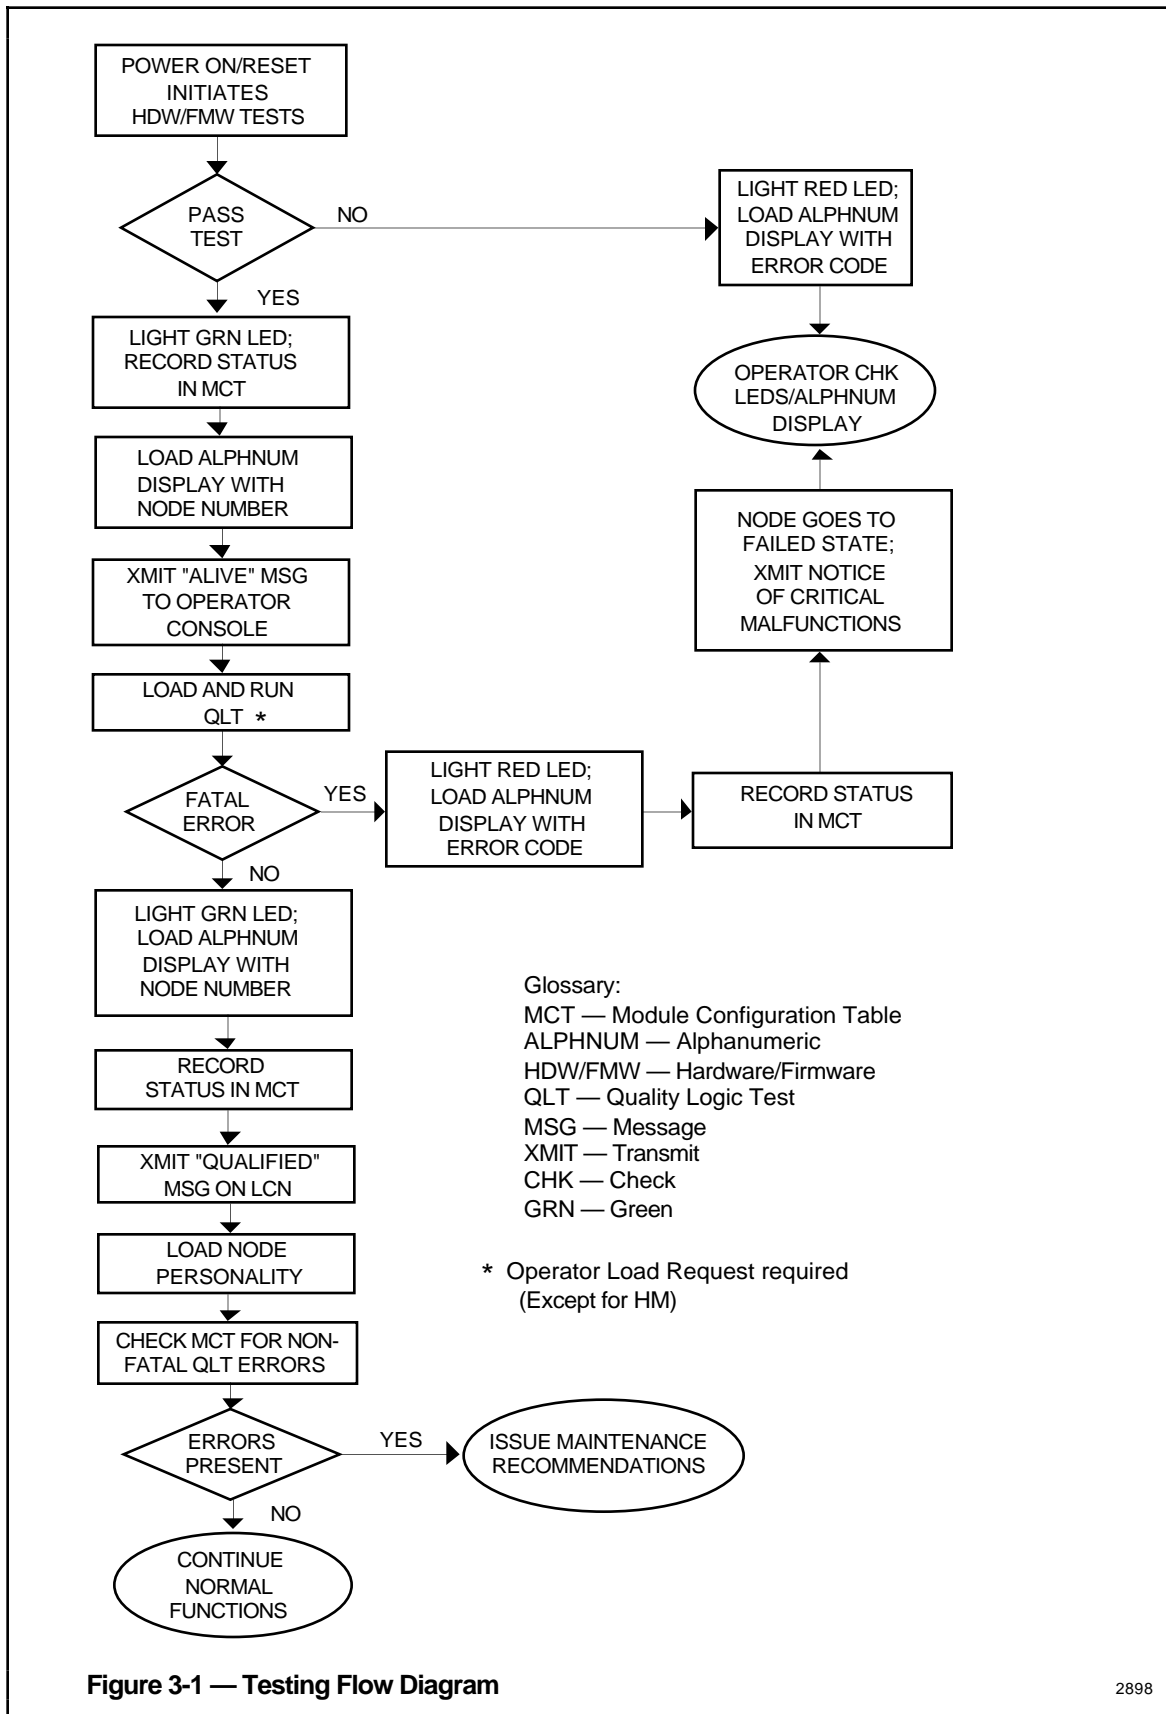 POWER ON/RESET
INITIATES
HDW/FMW TESTS
PASS
TEST
NO
LIGHT RED LED;
LOAD ALPHNUM
DISPLAY WITH
ERROR CODE
YES
LIGHT GRN LED;
RECORD STATUS
IN MCT
OPERATOR CHK
LEDS/ALPHNUM
DISPLAY
LOAD ALPHNUM
DISPLAY WITH
NODE NUMBER
NODE GOES TO
FAILED STATE;
XMIT NOTICE
OF CRITICAL
MALFUNCTIONS
XMIT "ALIVE" MSG
TO OPERATOR
CONSOLE
LOAD AND RUN
QLT *
FATAL
ERROR
YES
LIGHT RED LED;
LOAD ALPHNUM
DISPLAY WITH
ERROR CODE
RECORD STATUS
IN MCT
NO
LIGHT GRN LED;
LOAD ALPHNUM
DISPLAY WITH
NODE NUMBER
Glossary:
MCT — Module Configuration Table
ALPHNUM — Alphanumeric
HDW/FMW — Hardware/Firmware
QLT — Quality Logic Test
MSG — Message
XMIT — Transmit
CHK — Check
GRN — Green
RECORD
STATUS IN MCT
XMIT "QUALIFIED"
MSG ON LCN
LOAD NODE
PERSONALITY
* Operator Load Request required
(Except for HM)
CHECK MCT FOR NON-
FATAL QLT ERRORS
ERRORS
PRESENT
YES
ISSUE MAINTENANCE
RECOMMENDATIONS
NO
CONTINUE
NORMAL
FUNCTIONS
Figure 3-1 — Testing Flow Diagram
2898